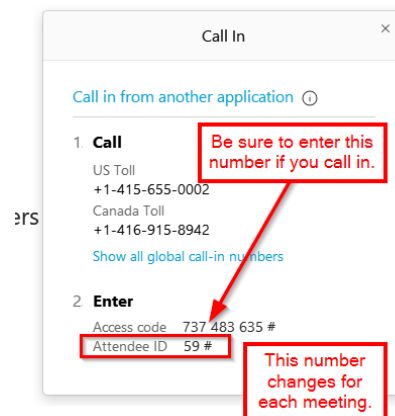 Call In
×
Call in from another application
1. Call
Be sure to enter this
number if you call in.
US Toll
+1-415-655-0002
Canada Toll
+1-416-915-8942
Show all global call-in numbers
ers
2. Enter
Access code 737 483 635 #
Attendee ID 59 #
This number
changes for
each meeting.